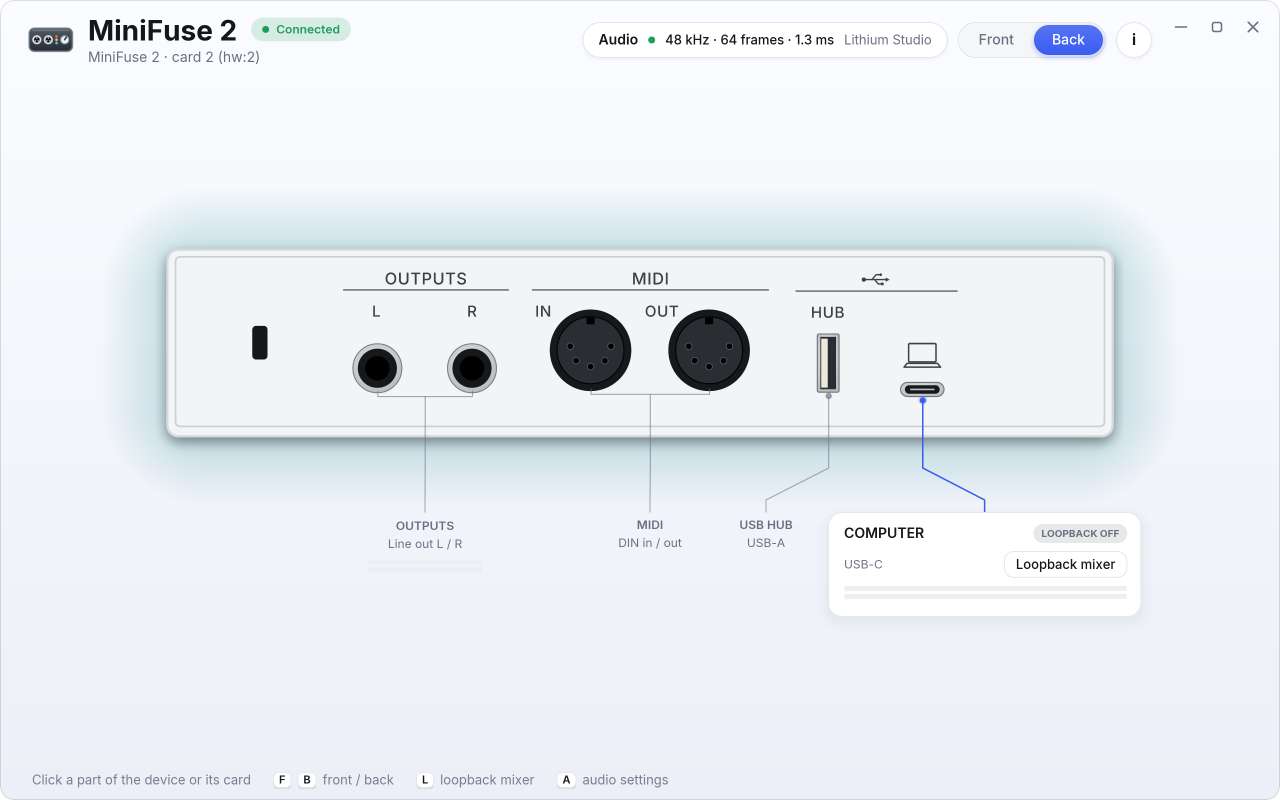 MiniFuse 2
Connected
MiniFuse 2 · card 2 (hw:2)
Audio 48 kHz · 64 frames · 1.3 ms Lithium Studio
Front
Back
i
OUTPUTS
MIDI
L
R
IN
OUT
HUB
OUTPUTS
Line out L / R
MIDI
DIN in / out
USB HUB
USB-A
COMPUTER
LOOPBACK OFF
USB-C
Loopback mixer
Click a part of the device or its card
F B front / back
L loopback mixer
A audio settings